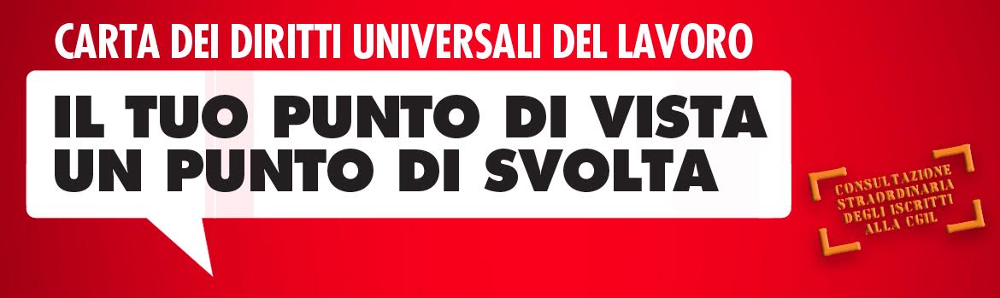 CARTA DEI DIRITTI UNIVERSALI DEL LAVORO
IL TUO PUNTO DI VISTA
UN PUNTO DI SVOLTA
CONSULTAZIONE
STRAORDINARIA
DEGLI ISCRITTI
ALLA CGIL